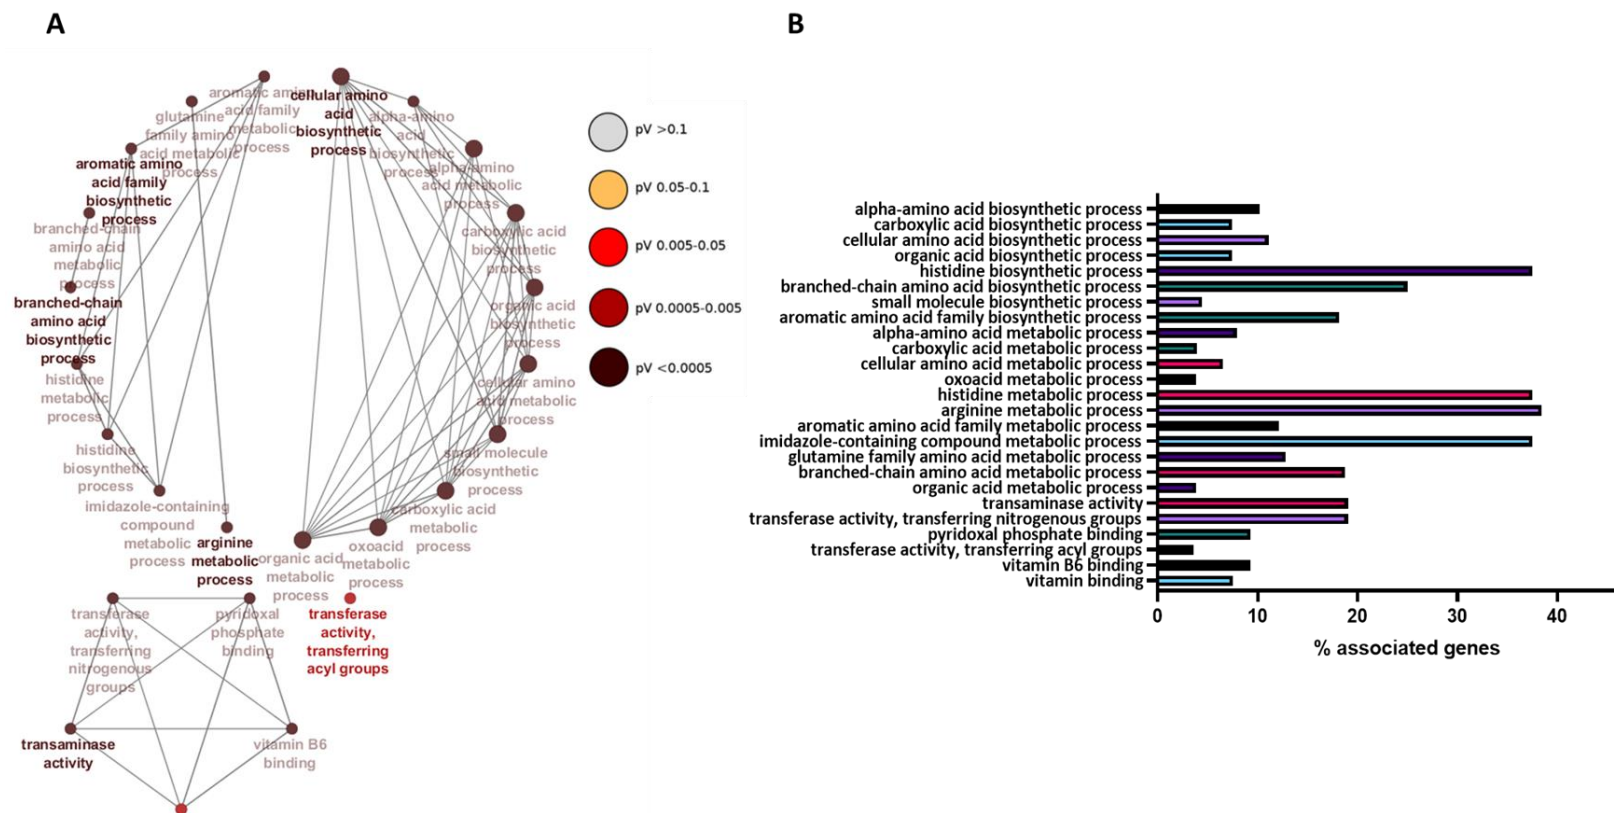 A
aromatic amino
acid family
metabolic
process
cellular amino
acid
biosynthetic
process
glutamine
family amino
acid metabolic
process
alpha-amino
acid
biosynthetic
process
aromatic amino
acid family
biosynthetic
process
alpha-amino
acid metabolic
process
branched-chain
amino acid
metabolic
process
carboxylic acid
biosynthetic
process
branched-chain
amino acid
biosynthetic
process
organic acid
biosynthetic
process
histidine
metabolic
process
cellular amino
acid metabolic
process
histidine
biosynthetic
process
small molecule
biosynthetic
process
imidazole-containing
compound
metabolic
process
carboxylic acid
metabolic
process
arginine
metabolic
process
organic acid
metabolic
process
oxoacid
metabolic
process
transferase
activity,
transferring
nitrogenous
groups
pyridoxal
phosphate
binding
transferase
activity,
transferring
acyl groups
transaminase
activity
vitamin B6
binding
pV >0.1
pV 0.05-0.1
pV 0.005-0.05
pV 0.0005-0.005
pV <0.0005
B
alpha-amino acid biosynthetic process
carboxylic acid biosynthetic process
cellular amino acid biosynthetic process
organic acid biosynthetic process
histidine biosynthetic process
branched-chain amino acid biosynthetic process
small molecule biosynthetic process
aromatic amino acid family biosynthetic process
alpha-amino acid metabolic process
carboxylic acid metabolic process
cellular amino acid metabolic process
oxoacid metabolic process
histidine metabolic process
arginine metabolic process
aromatic amino acid family metabolic process
imidazole-containing compound metabolic process
glutamine family amino acid metabolic process
branched-chain amino acid metabolic process
organic acid metabolic process
transaminase activity
transferase activity, transferring nitrogenous groups
pyridoxal phosphate binding
transferase activity, transferring acyl groups
vitamin B6 binding
vitamin binding
0 10 20 30 40
% associated genes